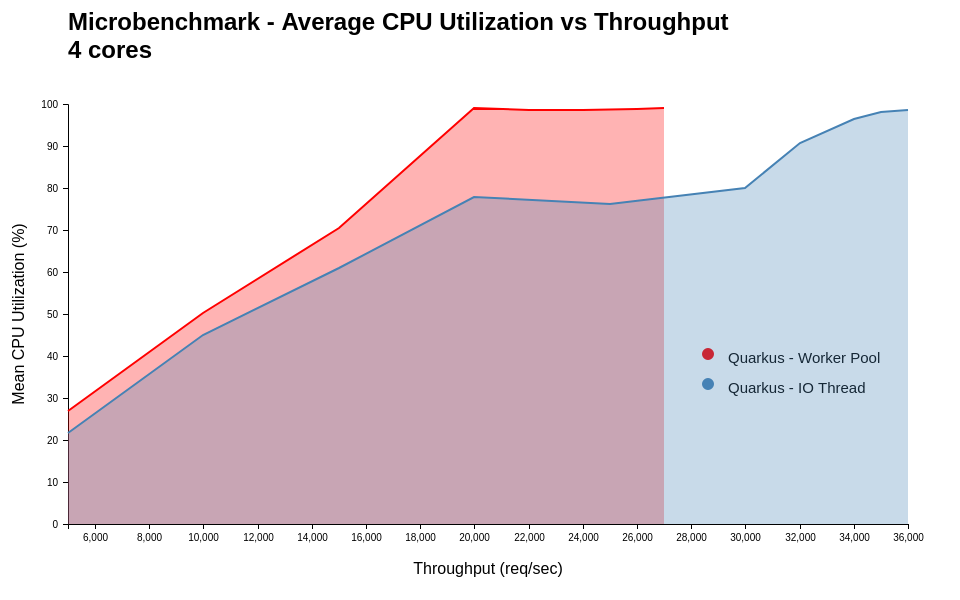 Microbenchmark - Average CPU Utilization vs Throughput
4 cores
100
90
80
70
60
50
40
30
20
10
0
Mean CPU Utilization (%)
Quarkus - Worker Pool
Quarkus - IO Thread
6,000 8,000 10,000 12,000 14,000 16,000 18,000 20,000 22,000 24,000 26,000 28,000 30,000 32,000 34,000 36,000
Throughput (req/sec)